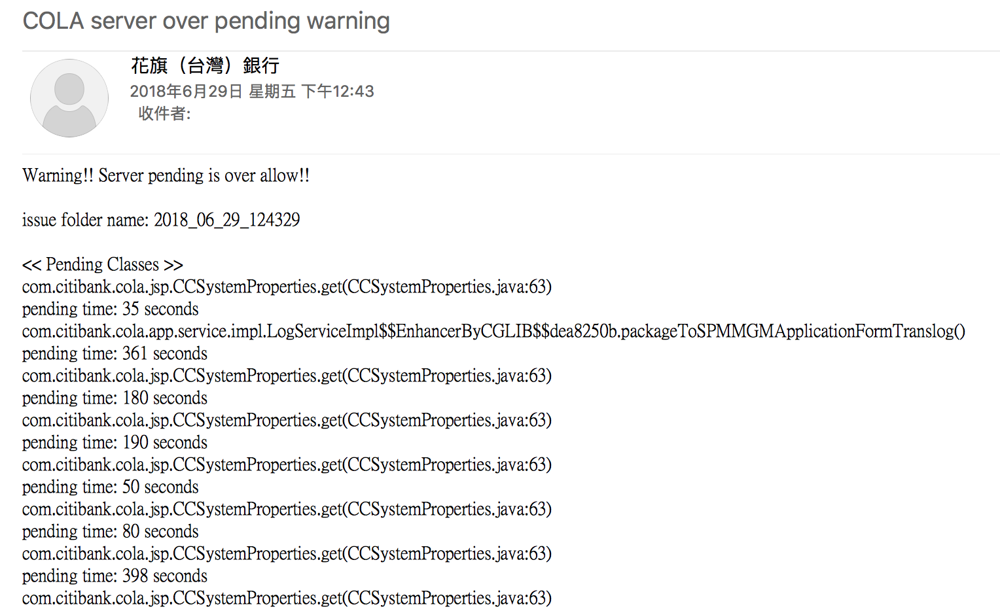 COLA server over pending warning
花旗（台灣）銀行
2018年6月29日 星期五 下午12:43
收件者:
Warning!! Server pending is over allow!!
issue folder name: 2018_06_29_124329
<< Pending Classes >>
com.citibank.cola.jsp.CCSystemProperties.get(CCSystemProperties.java:63)
pending time: 35 seconds
com.citibank.cola.app.service.impl.LogServiceImpl$$EnhancerByCGLIB$$dea8250b.packageToSPMMGMApplicationFormTranslog()
pending time: 361 seconds
com.citibank.cola.jsp.CCSystemProperties.get(CCSystemProperties.java:63)
pending time: 180 seconds
com.citibank.cola.jsp.CCSystemProperties.get(CCSystemProperties.java:63)
pending time: 190 seconds
com.citibank.cola.jsp.CCSystemProperties.get(CCSystemProperties.java:63)
pending time: 50 seconds
com.citibank.cola.jsp.CCSystemProperties.get(CCSystemProperties.java:63)
pending time: 80 seconds
com.citibank.cola.jsp.CCSystemProperties.get(CCSystemProperties.java:63)
pending time: 398 seconds
com.citibank.cola.jsp.CCSystemProperties.get(CCSystemProperties.java:63)